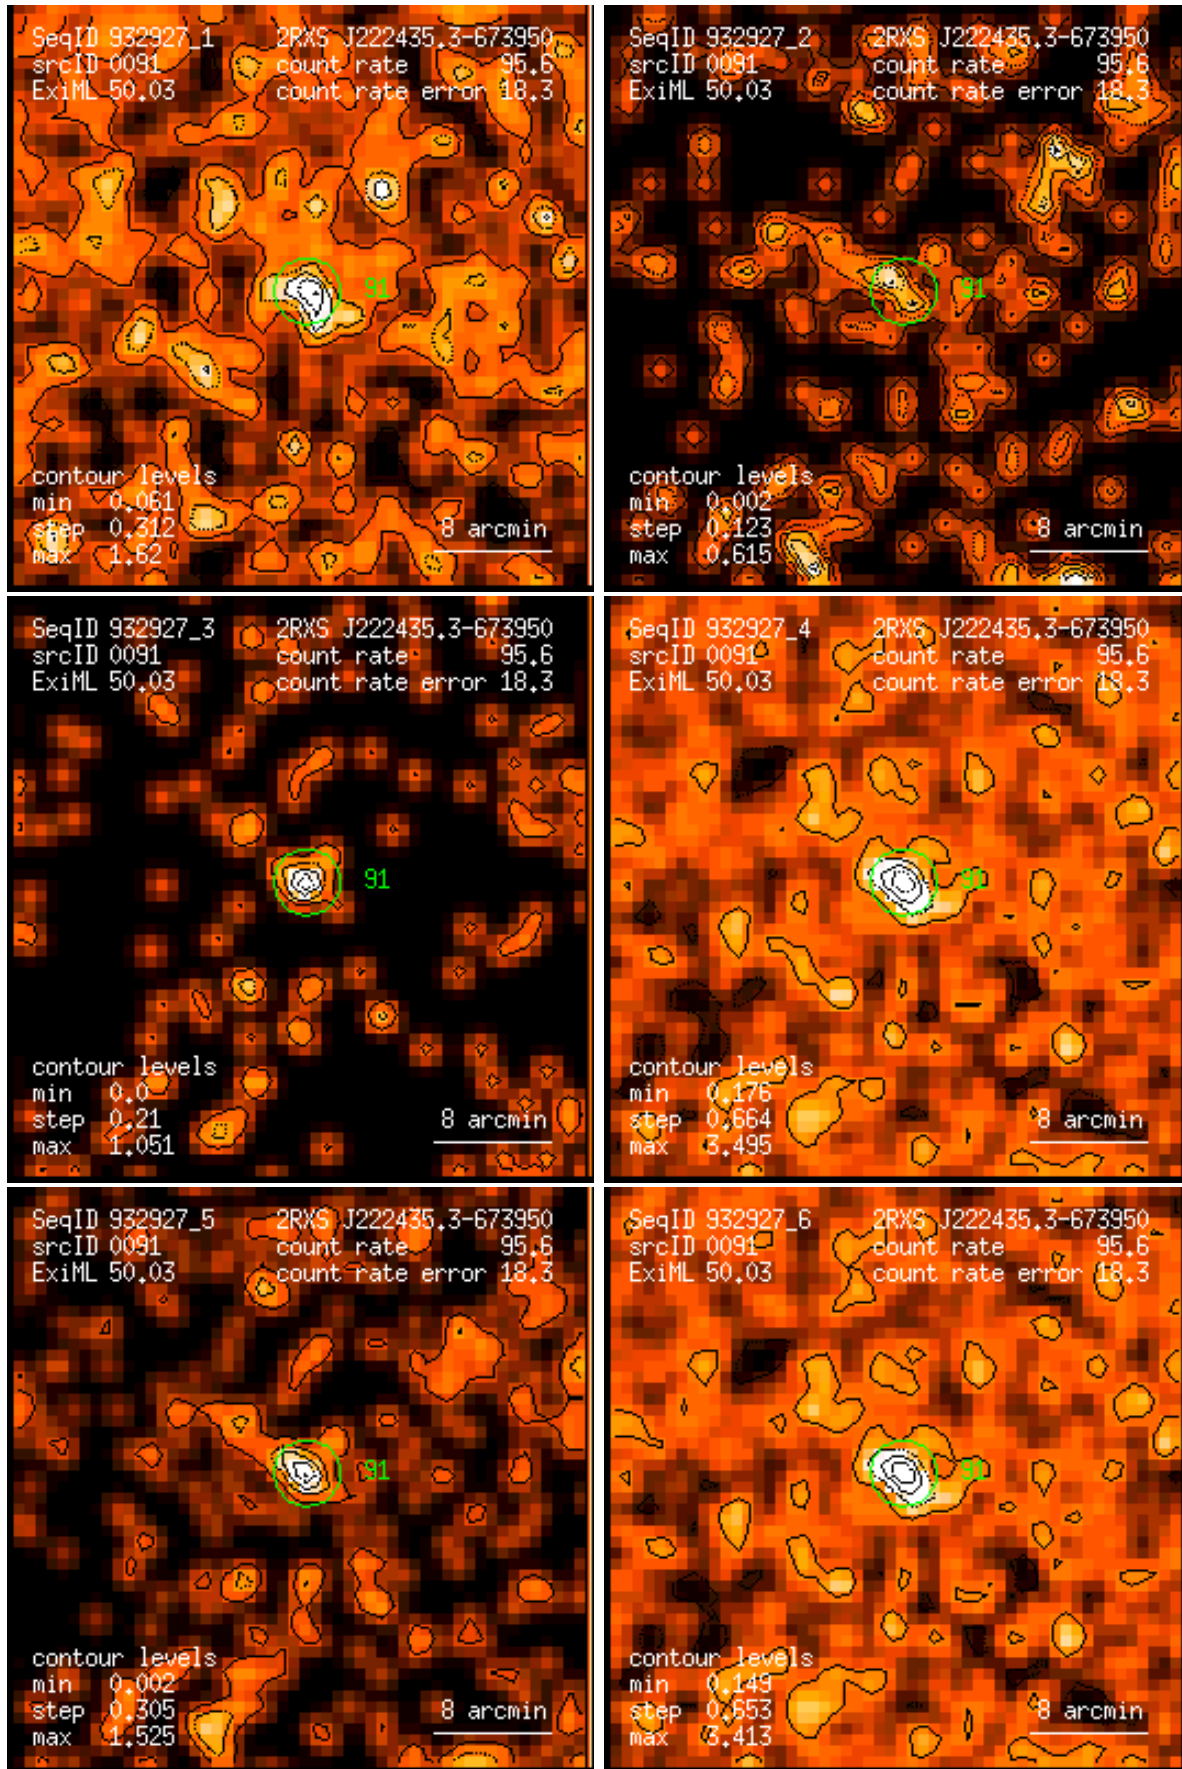 SeqID 932927_1 2RXS J222435.3-673950
srcID 0091 count rate 95.6
ExiML 50.03 count rate error 18.3
91
contour levels
min 0.061
step 0.312 8 arcmin
max 1.62
SeqID 932927_2 2RXS J222435.3-673950
srcID 0091 count rate 95.6
ExiML 50.03 count rate error 18.3
91
contour levels
min 0.002
step 0.123 8 arcmin
max 0.615
SeqID 932927_3 2RXS J222435.3-673950
srcID 0091 count rate 95.6
ExiML 50.03 count rate error 18.3
91
contour levels
min 0.0
step 0.21 8 arcmin
max 1.051
SeqID 932927_4 2RXS J222435.3-673950
srcID 0091 count rate 95.6
ExiML 50.03 count rate error 18.3
91
contour levels
min 0.176
step 0.664 8 arcmin
max 3.495
SeqID 932927_5 2RXS J222435.3-673950
srcID 0091 count rate 95.6
ExiML 50.03 count rate error 18.3
91
contour levels
min 0.002
step 0.305 8 arcmin
max 1.525
SeqID 932927_6 2RXS J222435.3-673950
srcID 0091 count rate 95.6
ExiML 50.03 count rate error 18.3
91
contour levels
min 0.149
step 0.653 8 arcmin
max 3.413